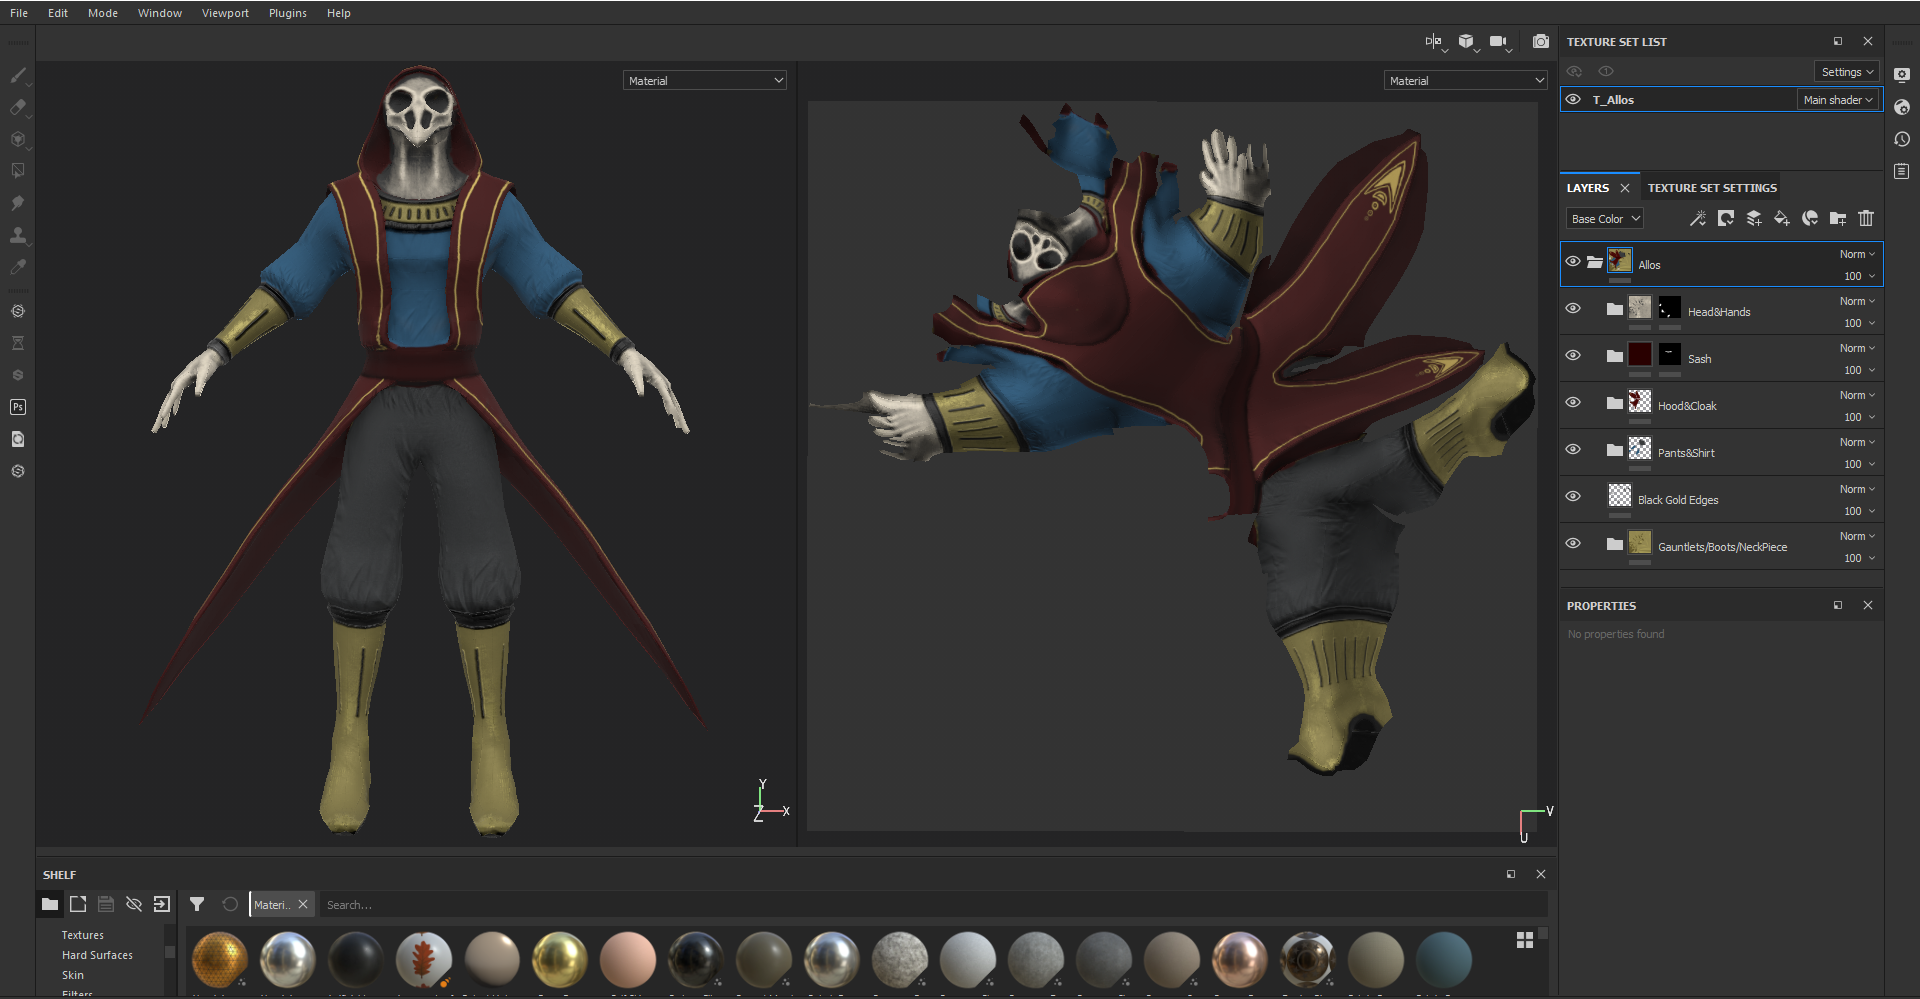 File Edit Mode Window Viewport Plugins Help
Material
Material
Y
X
Z
V
U
Ps
TEXTURE SET LIST
Settings
T_Allos Main shader
LAYERS TEXTURE SET SETTINGS
Base Color
Allos Norm 100
Head&Hands Norm 100
Sash Norm 100
Hood&Cloak Norm 100
Pants&Shirt Norm 100
Black Gold Edges Norm 100
Gauntlets/Boots/NeckPiece Norm 100
PROPERTIES
No properties found
SHELF
Materi.. Search...
Textures
Hard Surfaces
Skin
Filters